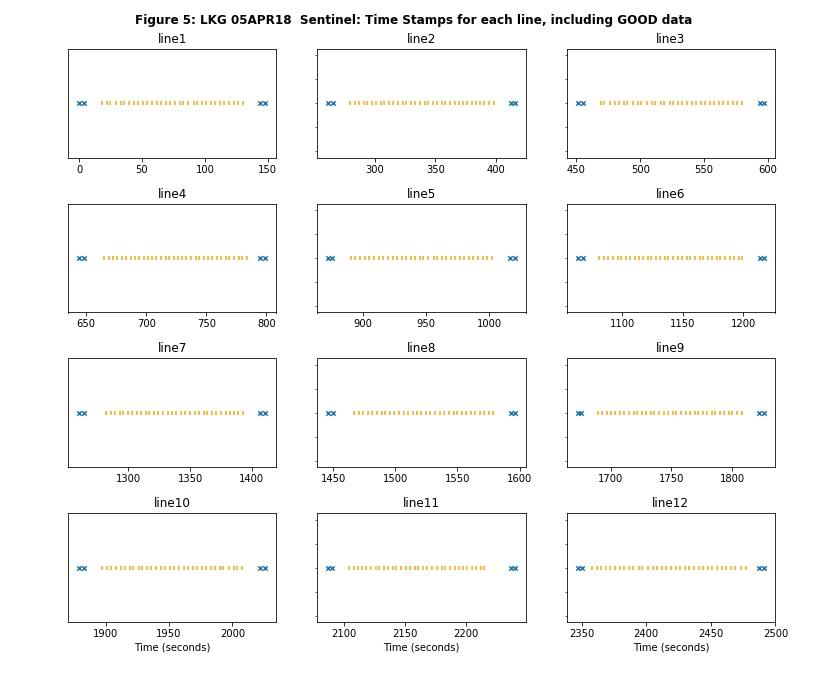 Figure 5: LKG 05APR18  Sentinel: Time Stamps for each line, including GOOD data
line1 line2 line3
0 50 100 150 300 350 400 450 500 550 600
line4 line5 line6
650 700 750 800 900 950 1000 1100 1150 1200
line7 line8 line9
1300 1350 1400 1450 1500 1550 1600 1700 1750 1800
line10 line11 line12
1900 1950 2000 2100 2150 2200 2350 2400 2450 2500
Time (seconds) Time (seconds) Time (seconds)